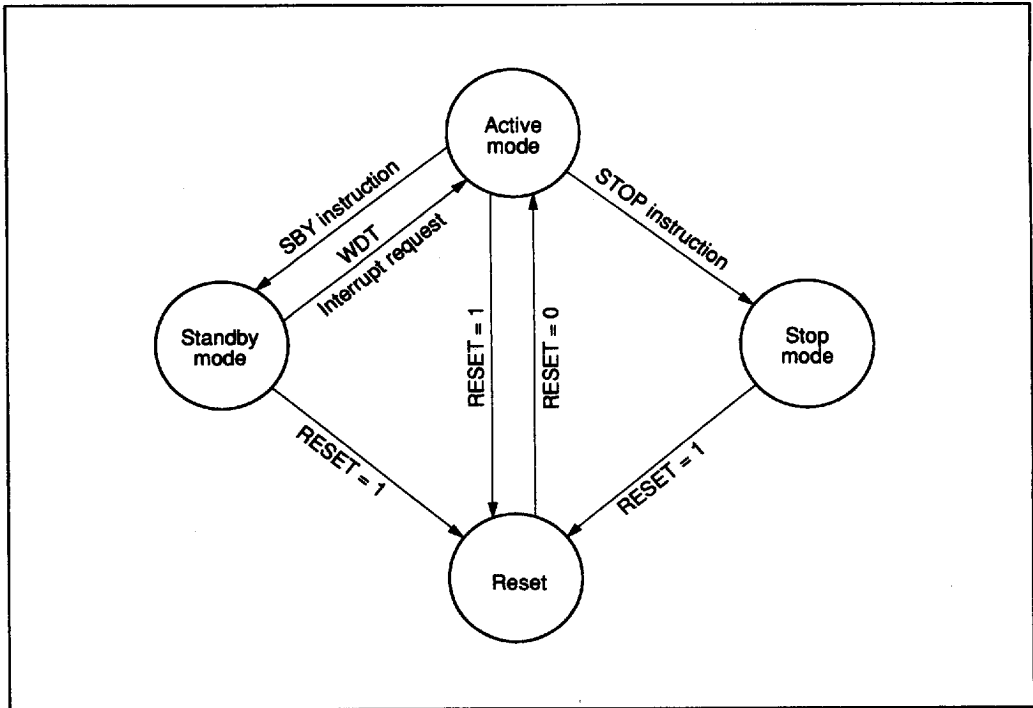 Active
mode
SBY instruction
WDT
Interrupt request
STOP instruction
Standby
mode
RESET = 1
RESET = 0
Stop
mode
RESET = 1
RESET = 1
Reset